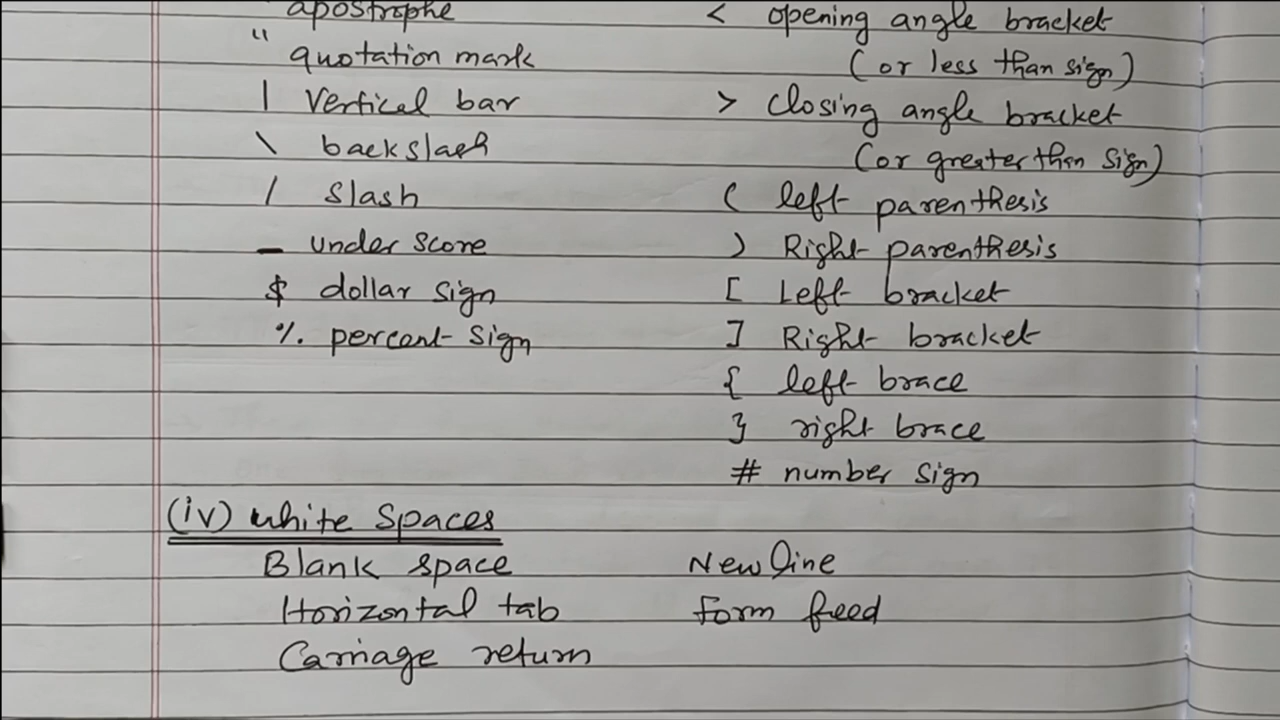 apostrophe
" quotation mark
| Vertical bar
\ backslash
/ Slash
_ under score
$ dollar sign
% percent sign
< opening angle bracket
(or less than sign)
> closing angle bracket
(or greater than sign)
( left parenthesis
) Right parenthesis
[ Left bracket
] Right bracket
{ left brace
} right brace
# number sign
(iv) white spaces
Blank space
Horizontal tab
Carriage return
New line
form feed